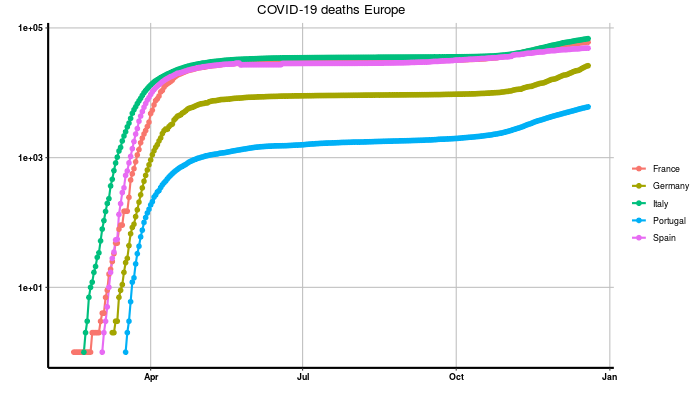 COVID-19 deaths Europe
1e+05
1e+03
1e+01
Apr
Jul
Oct
Jan
France
Germany
Italy
Portugal
Spain